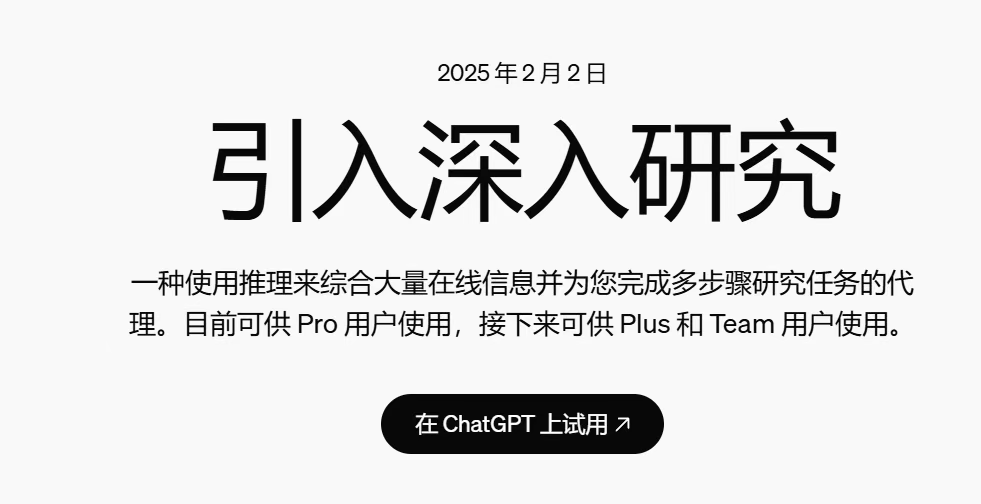 2025 年 2 月 2 日
引入深入研究
一种使用推理来综合大量在线信息并为您完成多步骤研究任务的代
理。目前可供 Pro 用户使用，接下来可供 Plus 和 Team 用户使用。
在 ChatGPT 上试用↗